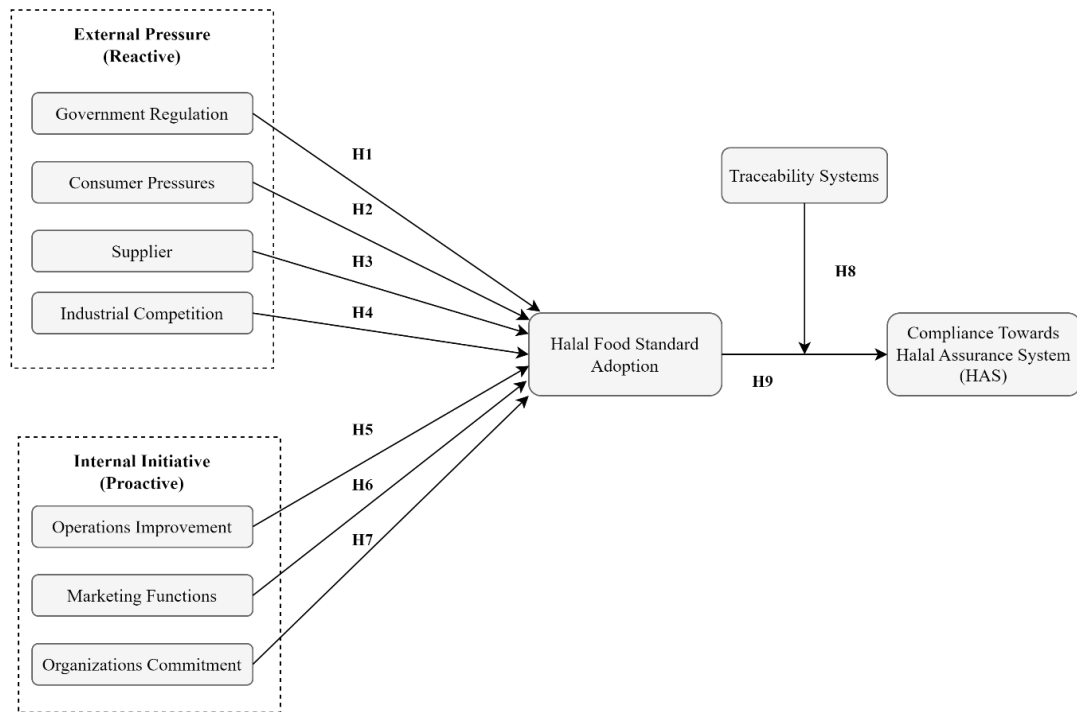 External Pressure
(Reactive)
Government Regulation
H1
Consumer Pressures
Traceability Systems
H2
Supplier
H3
H8
Industrial Competition
H4
Halal Food Standard
Adoption
Compliance Towards
Halal Assurance System
(HAS)
H9
H5
Internal Initiative
(Proactive)
H6
Operations Improvement
H7
Marketing Functions
Organizations Commitment